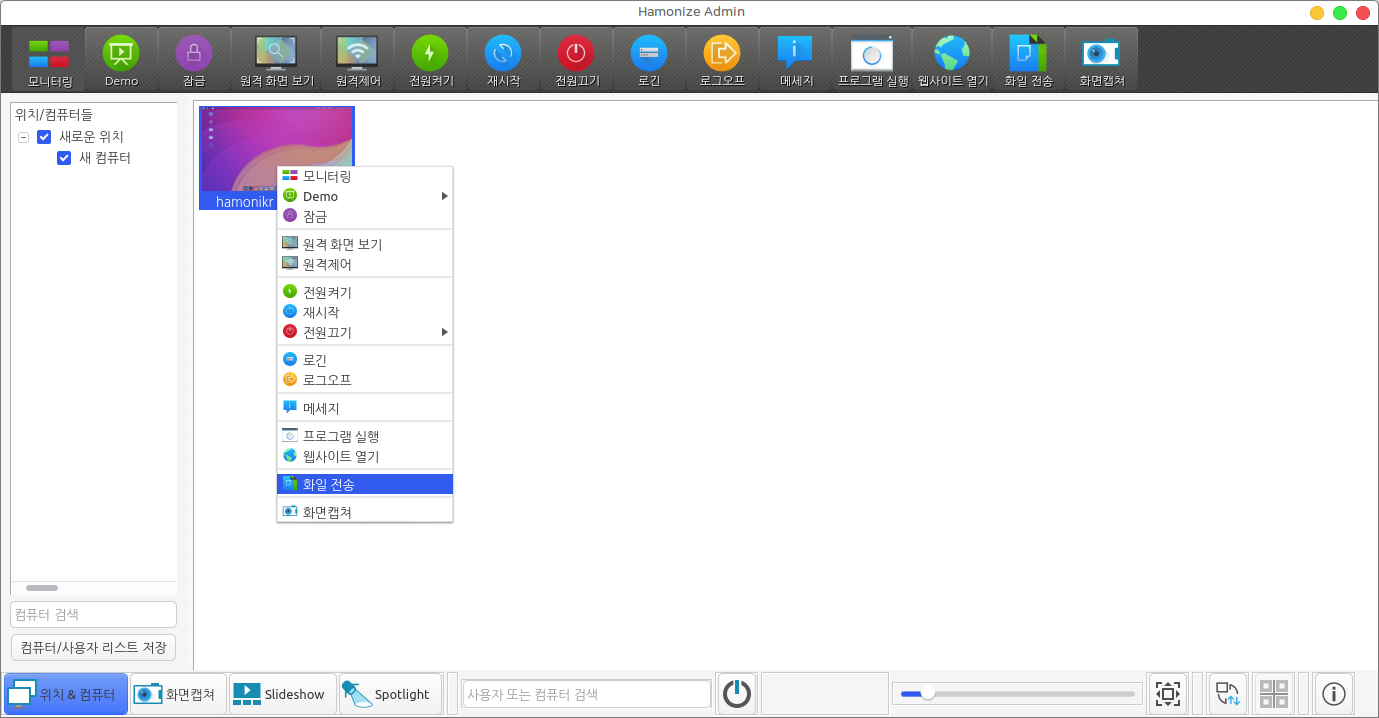 Hamonize Admin
모니터링
Demo
잠금
원격 화면 보기
원격제어
전원켜기
재시작
전원끄기
로긴
로그오프
메세지
프로그램 실행
웹사이트 열기
화일 전송
화면캡쳐
위치/컴퓨터들
새로운 위치
새 컴퓨터
hamonikr
모니터링
Demo
잠금
원격 화면 보기
원격제어
전원켜기
재시작
전원끄기
로긴
로그오프
메세지
프로그램 실행
웹사이트 열기
화일 전송
화면캡쳐
컴퓨터 검색
컴퓨터/사용자 리스트 저장
위치 & 컴퓨터
화면캡쳐
Slideshow
Spotlight
사용자 또는 컴퓨터 검색